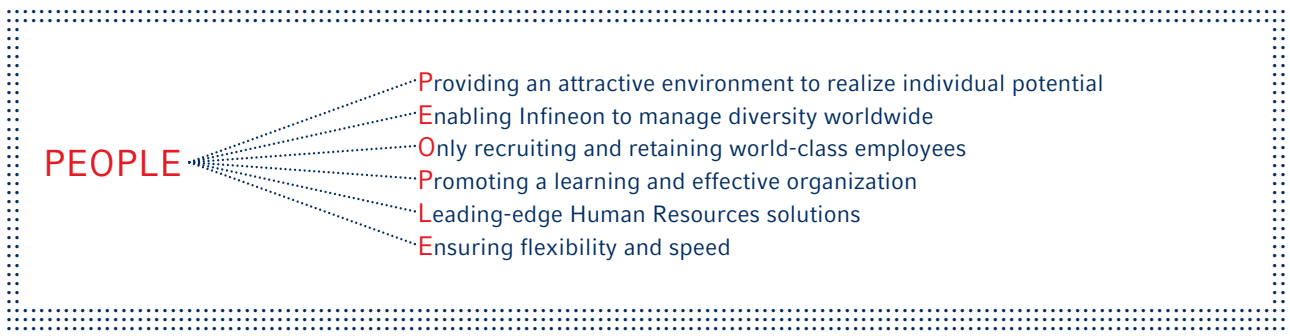 PEOPLE
Providing an attractive environment to realize individual potential
Enabling Infineon to manage diversity worldwide
Only recruiting and retaining world-class employees
Promoting a learning and effective organization
Leading-edge Human Resources solutions
Ensuring flexibility and speed